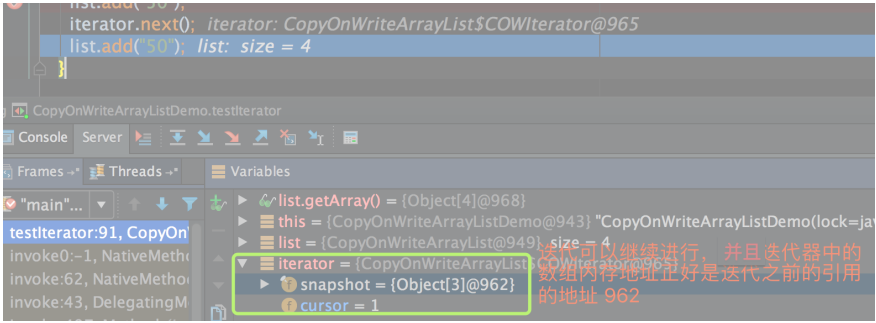 list.add("50");
iterator.next(); iterator: CopyOnWriteArrayList$COWIterator@965
list.add("50"); list: size = 4
}
CopyOnWriteArrayListDemo.testIterator
Console Server
Frames Threads Variables
"main"...
testIterator:91, CopyOn
invoke0:-1, NativeMetho
invoke:62, NativeMetho
invoke:43, DelegatingM
list.getArray() = {Object[4]@968}
this = {CopyOnWriteArrayListDemo@943} "CopyOnWriteArrayListDemo(lock=jav
list = {CopyOnWriteArrayList@949} size = 4
iterator = {CopyOnWriteArrayList$COWIterator@965}
snapshot = {Object[3]@962}
cursor = 1
迭代可以继续进行，并且迭代器中的
数组内存地址正好是迭代之前的引用
的地址 962